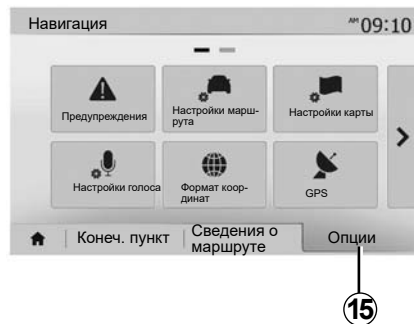 Навигация
AM 09:10
Предупреждения
Настройки марш-
рута
Настройки карты
Настройки голоса
Формат коор-
динат
GPS
Конеч. пункт
Сведения о
маршруте
Опции
15